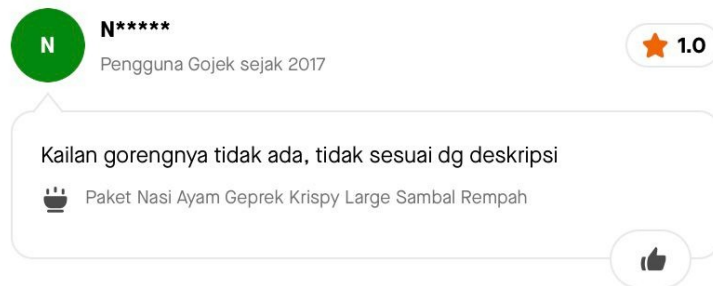 N
N*****
Pengguna Gojek sejak 2017
1.0
Kailan gorengnya tidak ada, tidak sesuai dg deskripsi
Paket Nasi Ayam Geprek Krispy Large Sambal Rempah